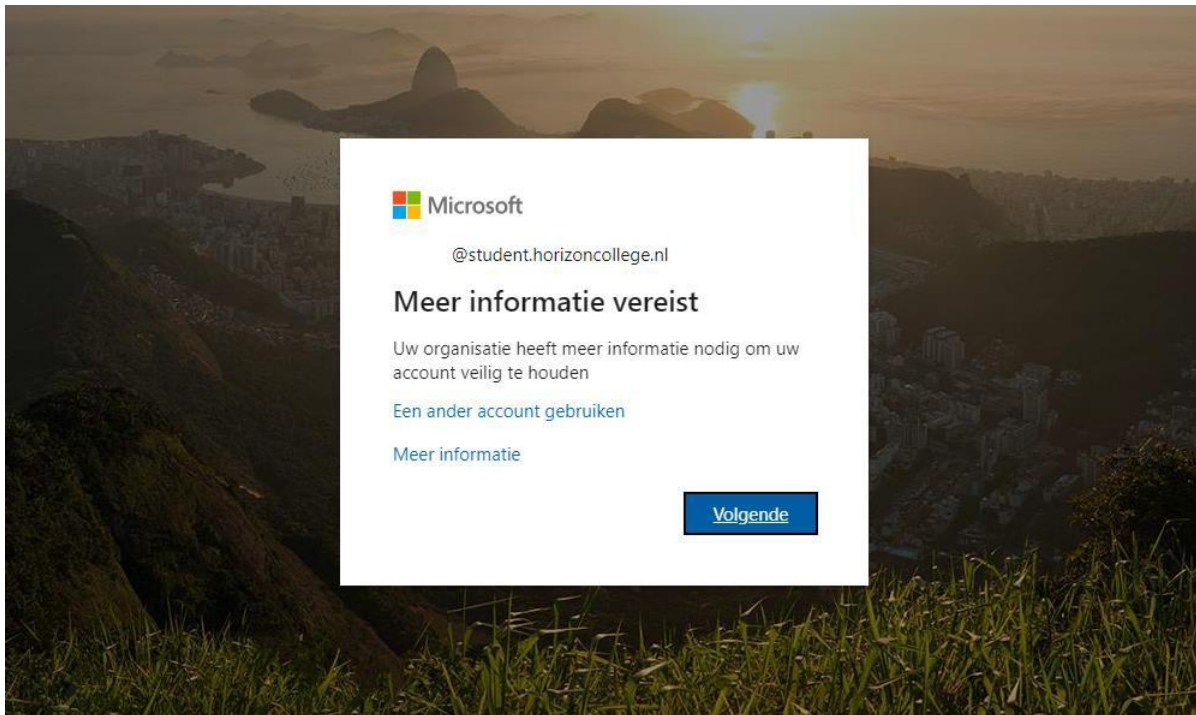 Microsoft
@student.horizoncollege.nl
Meer informatie vereist
Uw organisatie heeft meer informatie nodig om uw
account veilig te houden
Een ander account gebruiken
Meer informatie
Volgende